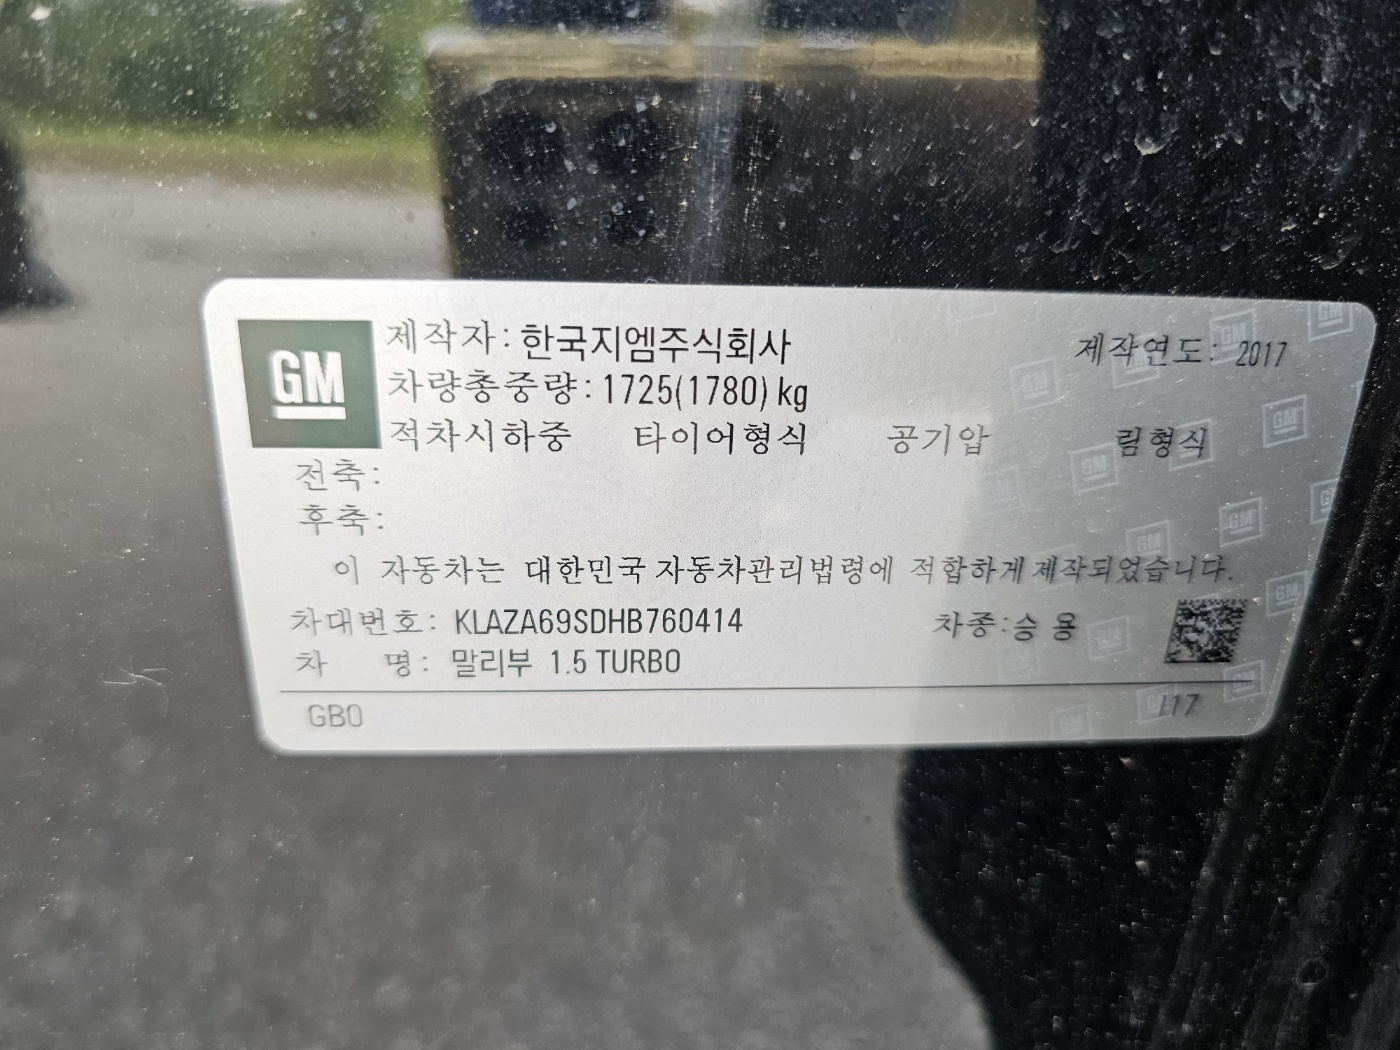 GM
제작자: 한국지엠주식회사 제작연도: 2017
차량총중량: 1725(1780) kg
적차시하중 타이어형식 공기압 림형식
전축:
후축:
이 자동차는 대한민국 자동차관리법령에 적합하게 제작되었습니다.
차대번호: KLAZA69SDHB760414 차종:승 용
차 명: 말리부 1.5 TURBO
GB0 /17